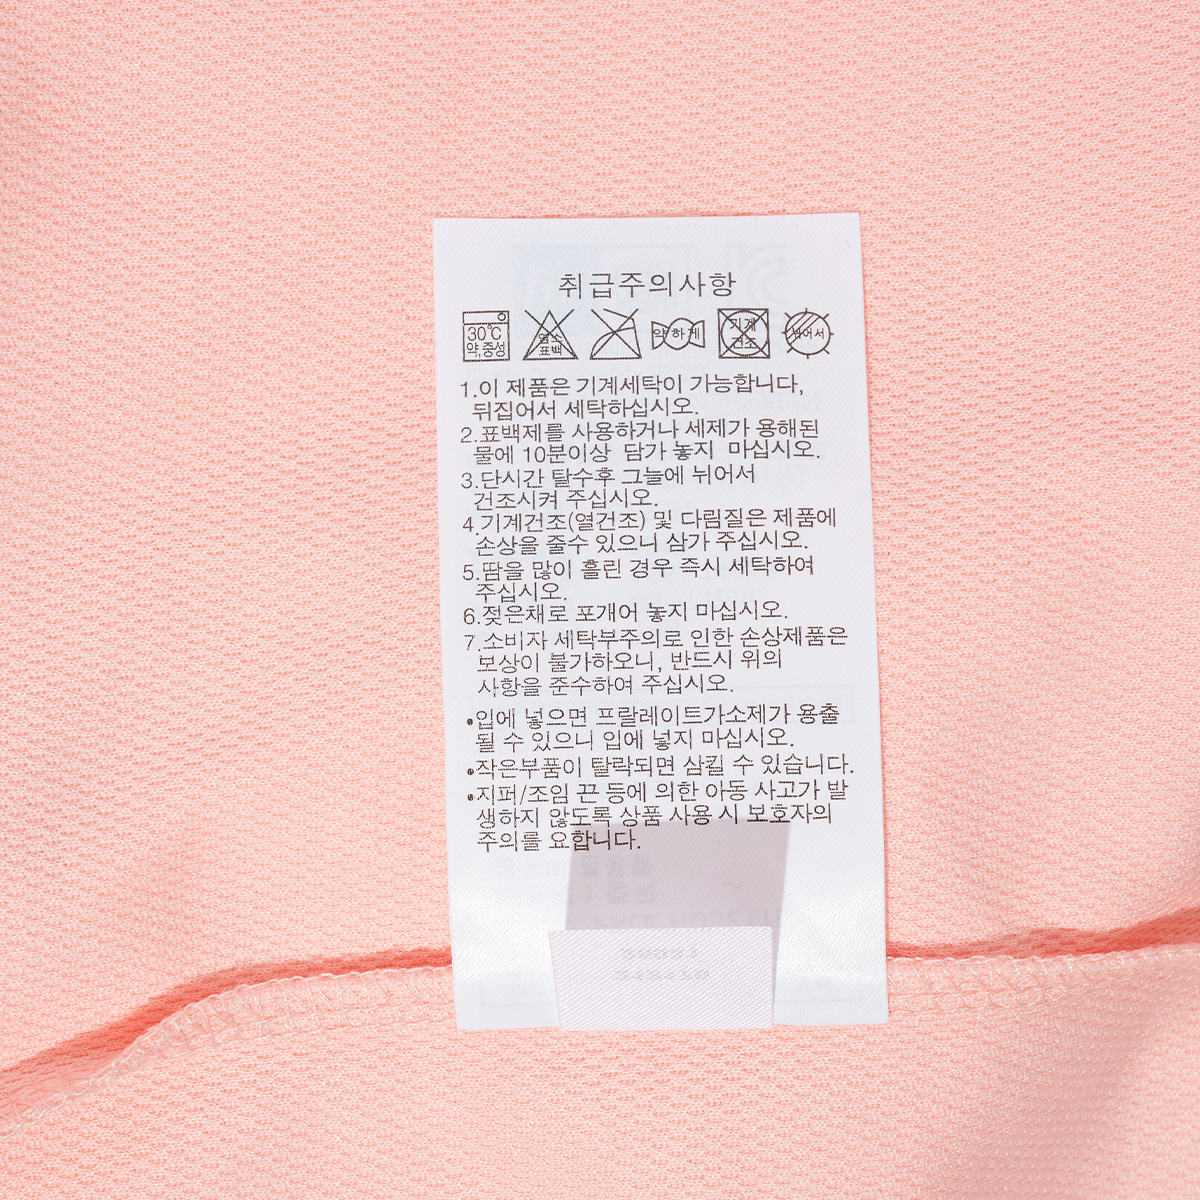 취급주의사항
30℃
약,중성
염소
표백
약하게
기계
건조
뉘어서
1.이 제품은 기계세탁이 가능합니다,
뒤집어서 세탁하십시오.
2.표백제를 사용하거나 세제가 용해된
물에 10분이상 담가 놓지 마십시오.
3.단시간 탈수후 그늘에 뉘어서
건조시켜 주십시오.
4.기계건조(열건조) 및 다림질은 제품에
손상을 줄수 있으니 삼가 주십시오.
5.땀을 많이 흘린 경우 즉시 세탁하여
주십시오.
6.젖은채로 포개어 놓지 마십시오.
7.소비자 세탁부주의로 인한 손상제품은
보상이 불가하오니, 반드시 위의
사항을 준수하여 주십시오.
•입에 넣으면 프탈레이트가소제가 용출
될 수 있으니 입에 넣지 마십시오.
•작은부품이 탈락되면 삼킬 수 있습니다.
•지퍼/조임 끈 등에 의한 아동 사고가 발
생하지 않도록 상품 사용 시 보호자의
주의를 요합니다.